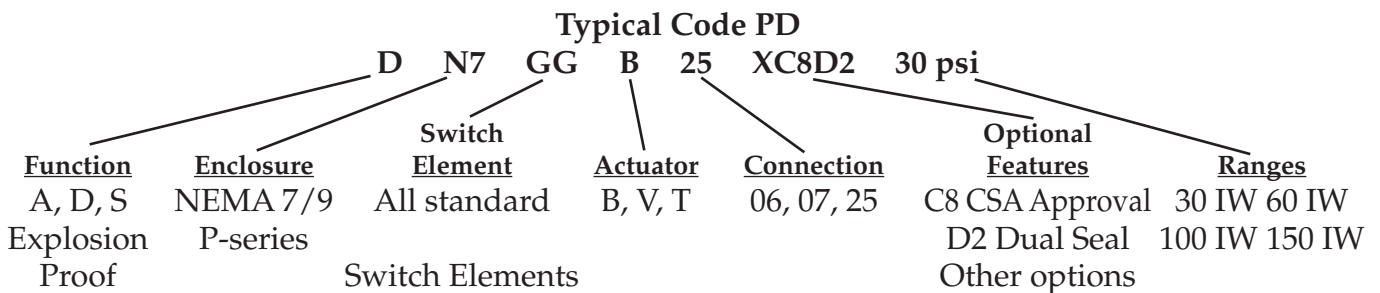 Typical Code PD
D N7 GG B 25 XC8D2 30 psi
Function Enclosure Switch Element Actuator Connection Optional Features Ranges
A, D, S NEMA 7/9 All standard B, V, T 06, 07, 25 C8 CSA Approval 30 IW 60 IW
Explosion P-series D2 Dual Seal 100 IW 150 IW
Proof Switch Elements Other options